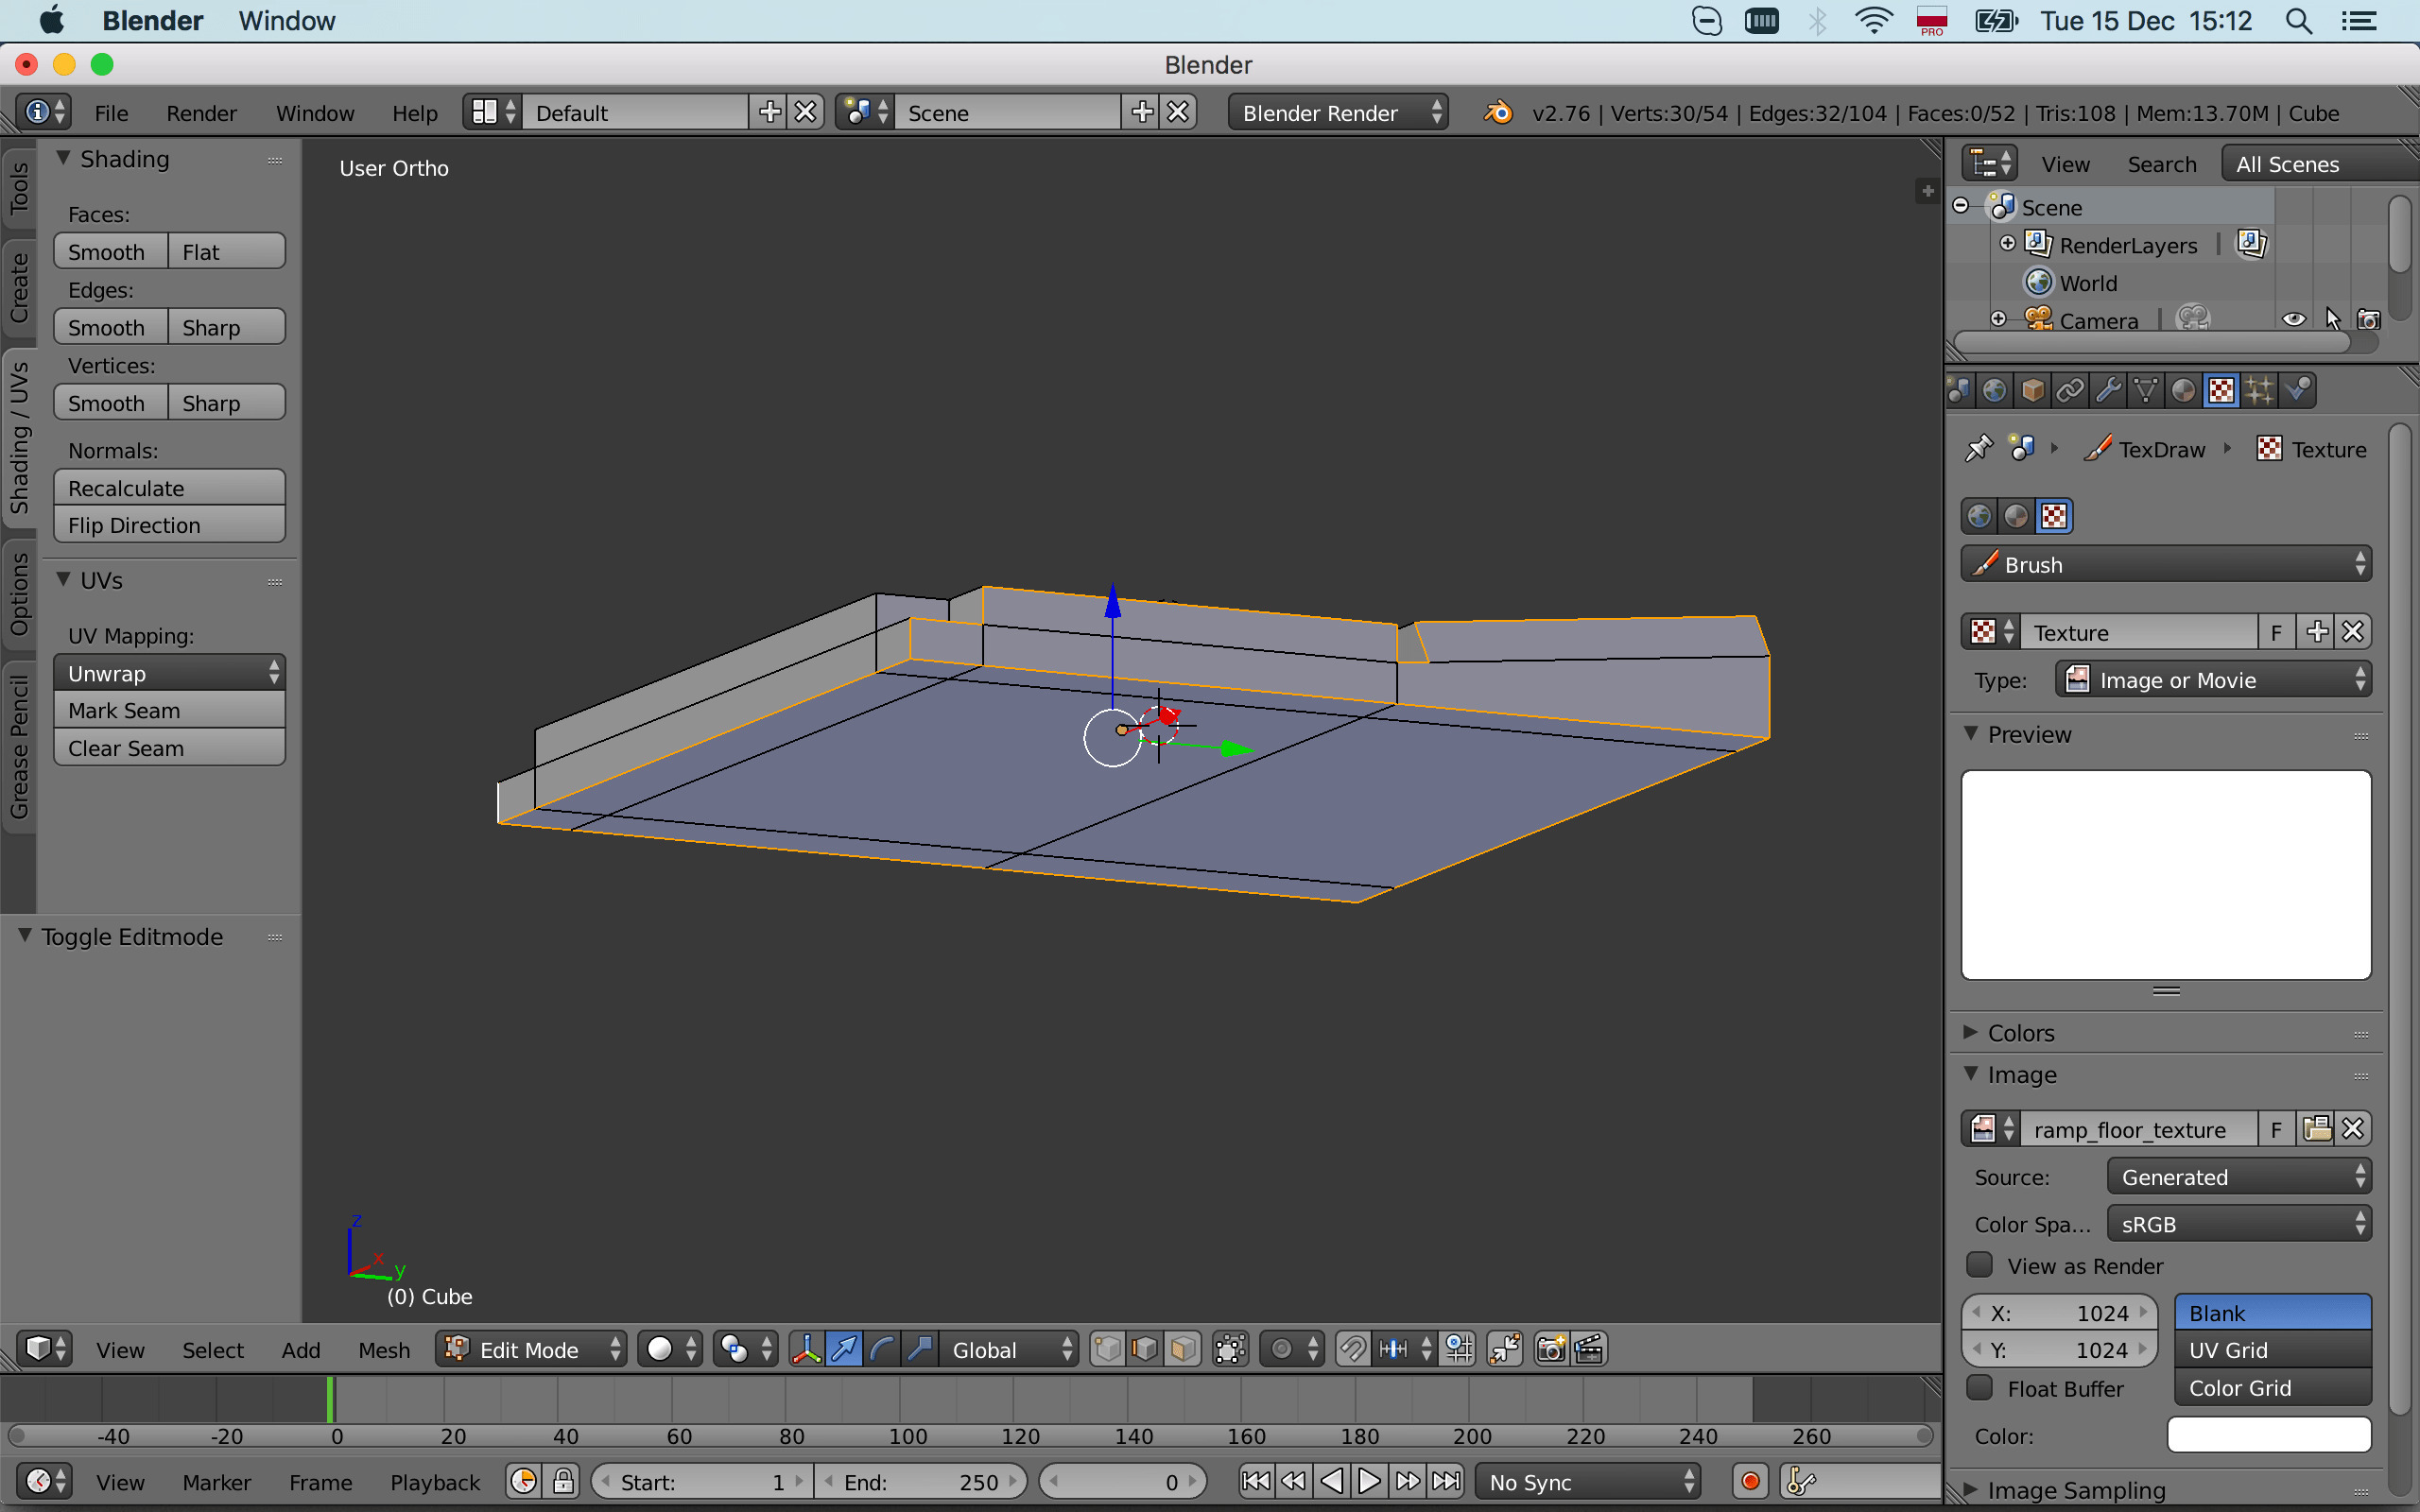 Blender Window
PRO
Tue 15 Dec 15:12
Blender
File Render Window Help Default Scene Blender Render v2.76 | Verts:30/54 | Edges:32/104 | Faces:0/52 | Tris:108 | Mem:13.70M | Cube
Tools
Create
Shading / UVs
Options
Grease Pencil
Shading
Faces:
Smooth Flat
Edges:
Smooth Sharp
Vertices:
Smooth Sharp
Normals:
Recalculate
Flip Direction
UVs
UV Mapping:
Unwrap
Mark Seam
Clear Seam
Toggle Editmode
User Ortho
z
x
y
(0) Cube
View Search All Scenes
Scene
RenderLayers
World
Camera
TexDraw Texture
Brush
Texture F
Type: Image or Movie
Preview
Colors
Image
ramp_floor_texture F
Source: Generated
Color Spa... sRGB
View as Render
X: 1024 Blank
Y: 1024 UV Grid
Float Buffer Color Grid
Color:
Image Sampling
View Select Add Mesh Edit Mode Global
-40 -20 0 20 40 60 80 100 120 140 160 180 200 220 240 260
View Marker Frame Playback Start: 1 End: 250 0 No Sync